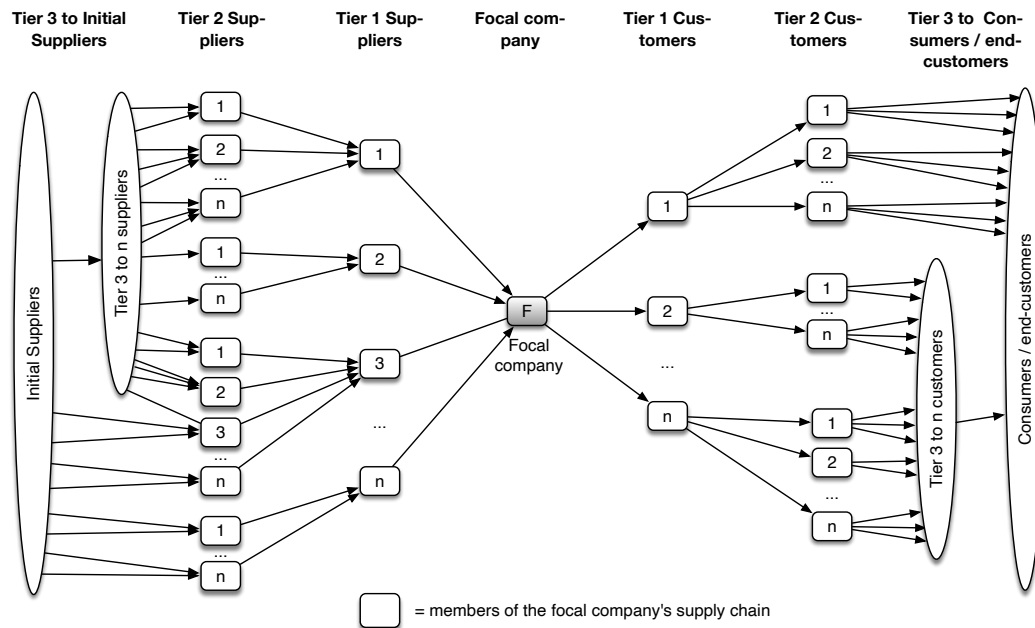 Tier 3 to Initial
Suppliers
Tier 2 Sup-
pliers
Tier 1 Sup-
pliers
Focal com-
pany
Tier 1 Cus-
tomers
Tier 2 Cus-
tomers
Tier 3 to Con-
sumers / end-
customers
Initial Suppliers
Tier 3 to n suppliers
1
2
...
n
1
...
n
1
2
3
...
n
1
...
n
1
2
3
...
n
F
Focal
company
1
2
...
n
1
2
...
n
1
...
n
1
2
...
n
Tier 3 to n customers
Consumers / end-customers
= members of the focal company's supply chain